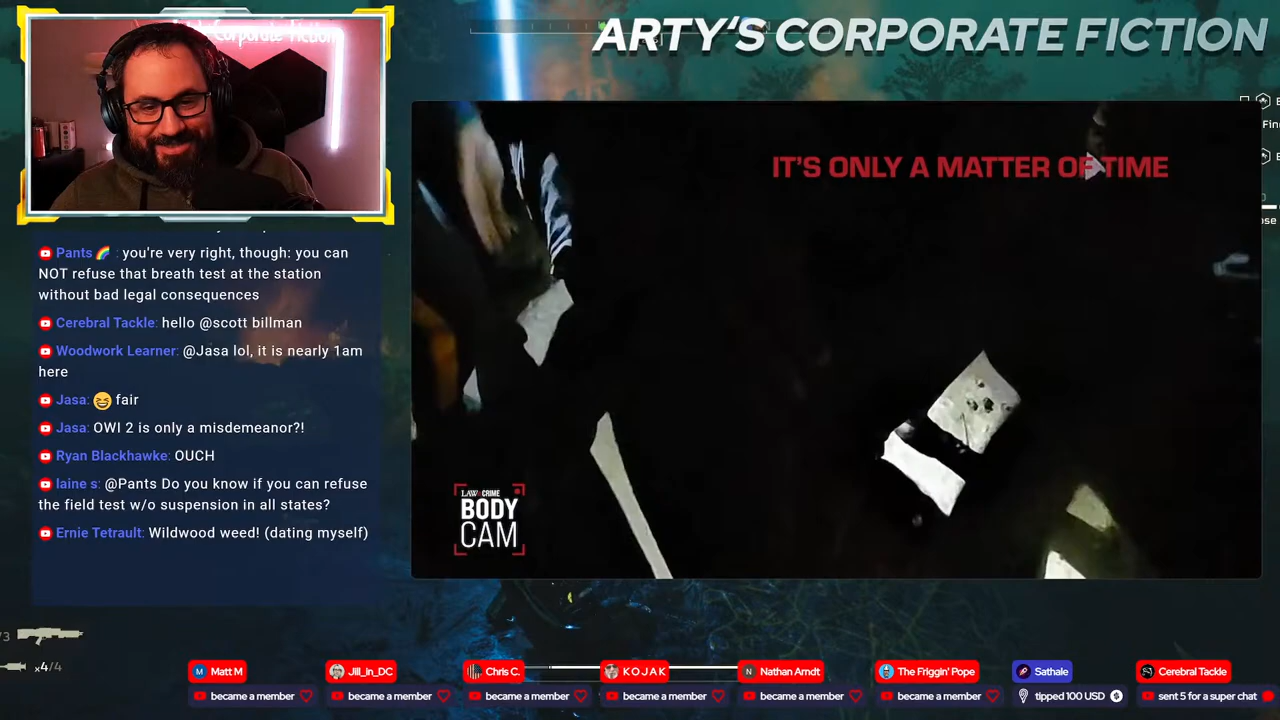 Corporate Fiction
ARTY'S CORPORATE FICTION
IT'S ONLY A MATTER OF TIME
Pants🌈: you're very right, though: you can
NOT refuse that breath test at the station
without bad legal consequences
Cerebral Tackle: hello @scott billman
Woodwork Learner: @Jasa lol, it is nearly 1am
here
Jasa: 😆 fair
Jasa: OWI 2 is only a misdemeanor?!
Ryan Blackhawke: OUCH
laine s: @Pants Do you know if you can refuse
the field test w/o suspension in all states?
Ernie Tetrault: Wildwood weed! (dating myself)
LAW&CRIME
BODY
CAM
/3
x4/4
M Matt M
became a member
Jill_in_DC
became a member
Chris C.
became a member
K O J A K
became a member
N Nathan Arndt
became a member
The Friggin' Pope
became a member
Sathale
tipped 100 USD
Cerebral Tackle
sent 5 for a super chat